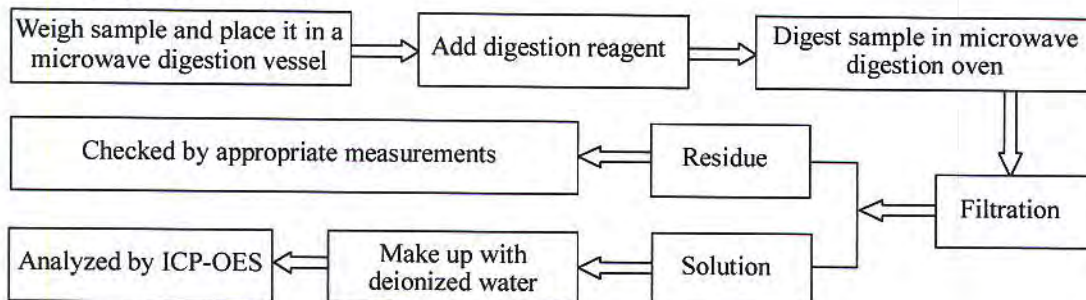 Weigh sample and place it in a
microwave digestion vessel
Add digestion reagent
Digest sample in microwave
digestion oven
Checked by appropriate measurements
Residue
Filtration
Analyzed by ICP-OES
Make up with
deionized water
Solution